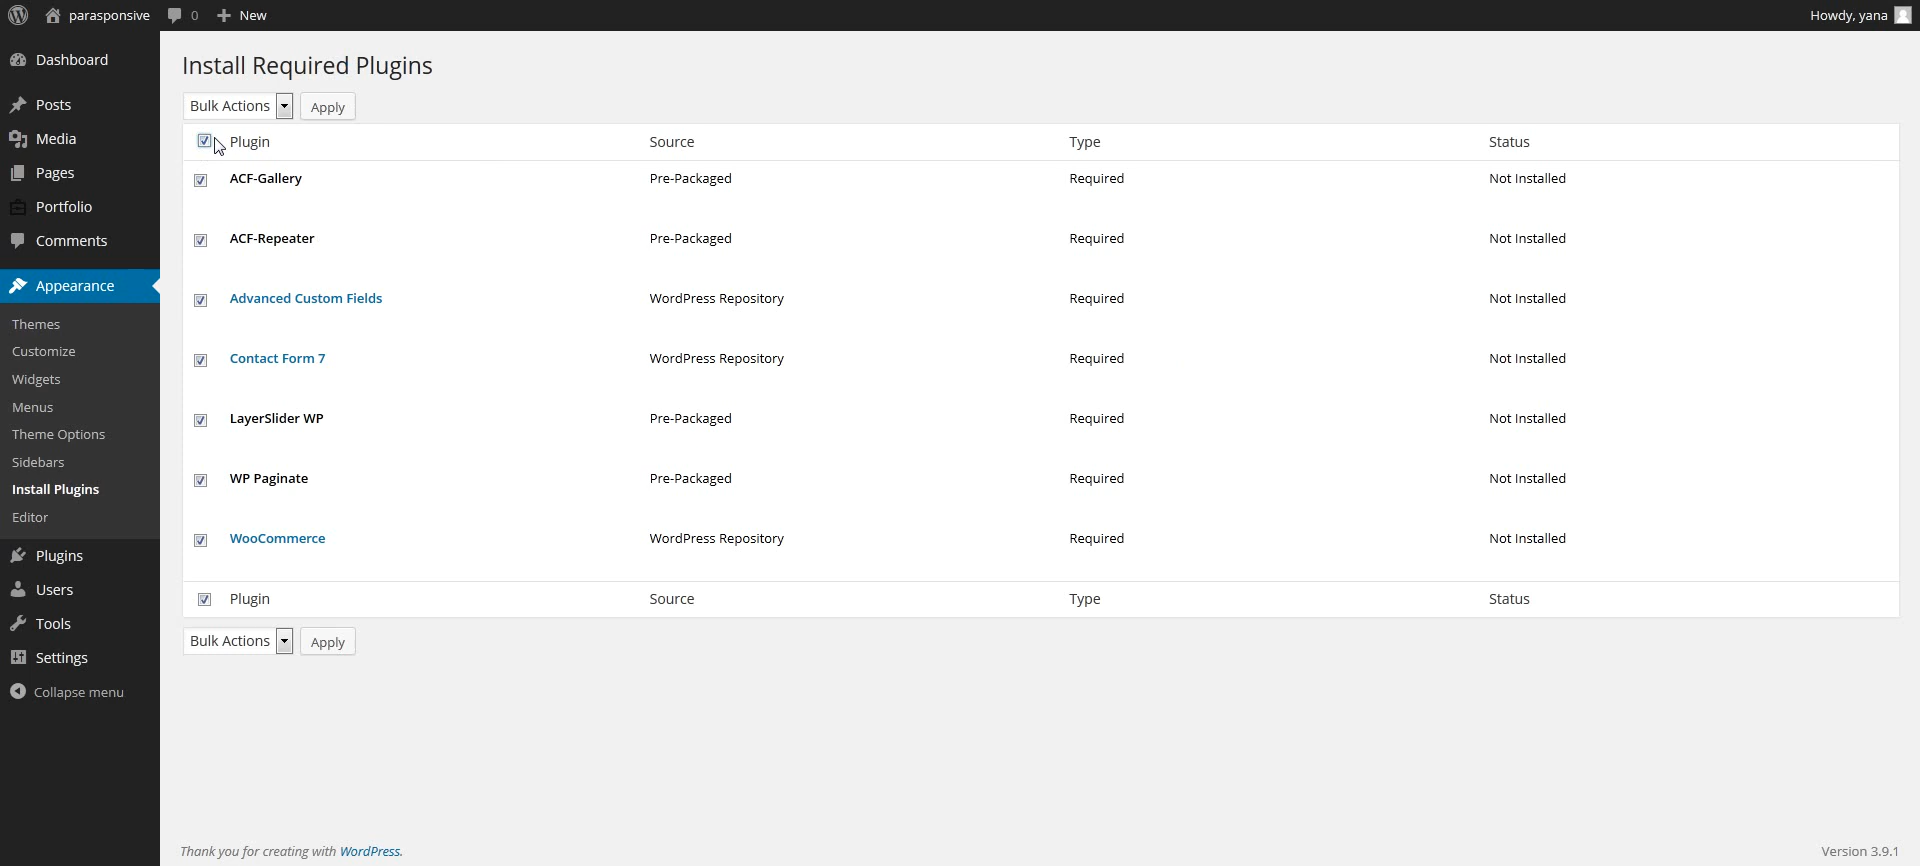 parasponsive 0 New Howdy, yana
Dashboard
Posts
Media
Pages
Portfolio
Comments
Appearance
Themes
Customize
Widgets
Menus
Theme Options
Sidebars
Install Plugins
Editor
Plugins
Users
Tools
Settings
Collapse menu
Install Required Plugins
Bulk Actions Apply
Plugin Source Type Status
ACF-Gallery Pre-Packaged Required Not Installed
ACF-Repeater Pre-Packaged Required Not Installed
Advanced Custom Fields WordPress Repository Required Not Installed
Contact Form 7 WordPress Repository Required Not Installed
LayerSlider WP Pre-Packaged Required Not Installed
WP Paginate Pre-Packaged Required Not Installed
WooCommerce WordPress Repository Required Not Installed
Plugin Source Type Status
Bulk Actions Apply
Thank you for creating with WordPress. Version 3.9.1